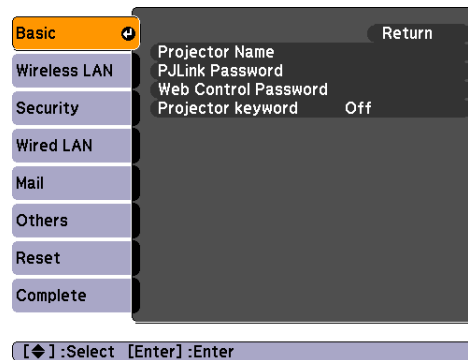 Basic
Wireless LAN
Security
Wired LAN
Mail
Others
Reset
Complete
Return
Projector Name
PJLink Password
Web Control Password
Projector keyword Off
[◆] :Select [Enter] :Enter